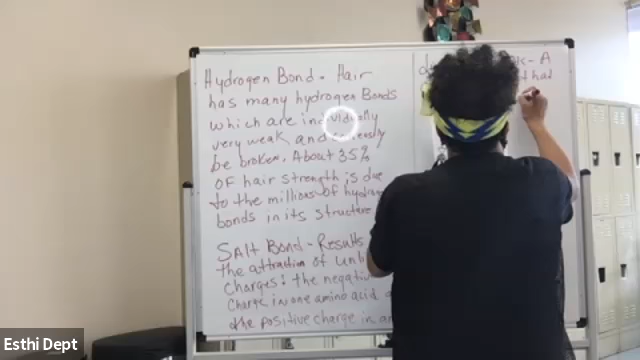 Hydrogen Bond. Hair
has many hydrogen Bonds
which are individually
very weak and
be broken. About 35%
OF hair strength is due
to the millions of hydrogen
bonds in its structure
SALT Bond - Results
the attraction of
Charges: the negative
Charge in one amino acid
the positive charge in
A
had
Esthi Dept